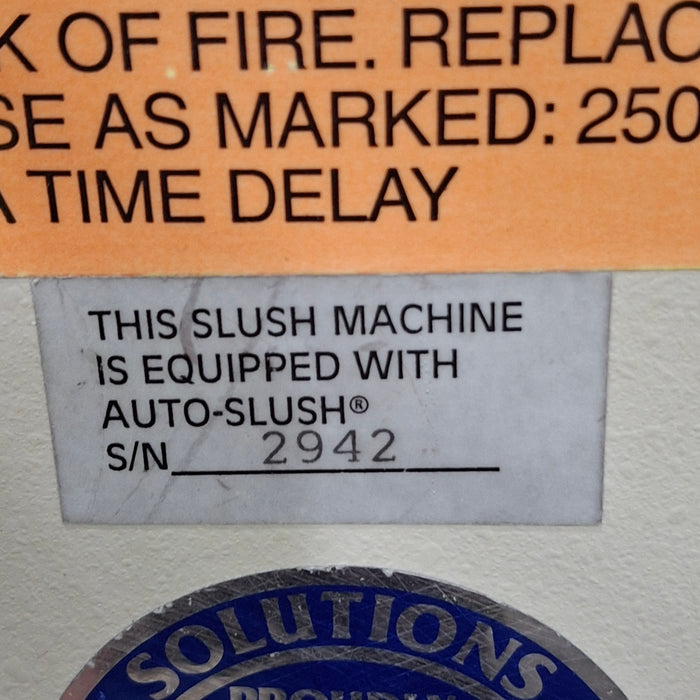 K OF FIRE. REPLAC
SE AS MARKED: 250
A TIME DELAY
THIS SLUSH MACHINE
IS EQUIPPED WITH
AUTO-SLUSH®
S/N 2942
SOLUTIONS